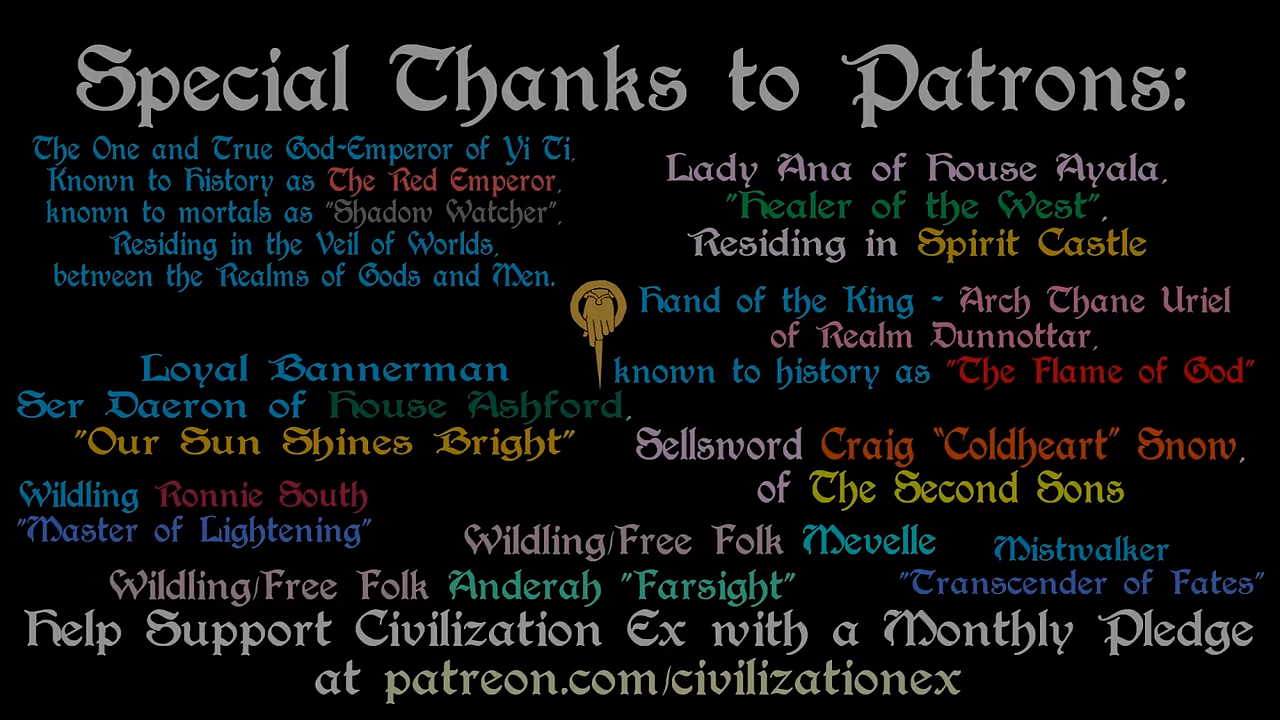 Special Thanks to Patrons:
The One and True God-Emperor of Yi Ti,
Known to History as The Red Emperor,
known to mortals as "Shadow Watcher",
Residing in the Veil of Worlds,
between the Realms of Gods and Men.
Lady Ana of House Ayala,
"Healer of the West",
Residing in Spirit Castle
Hand of the King - Arch Thane Uriel
of Realm Dunnottar,
known to history as "The Flame of God"
Loyal Bannerman
Ser Daeron of House Ashford,
"Our Sun Shines Bright"
Sellsword Craig "Coldheart" Snow,
of The Second Sons
Wildling Ronnie South
"Master of Lightening"
Wildling/Free Folk Mevelle
Mistwalker
"Transcender of Fates"
Wildling/Free Folk Anderah "Farsight"
Help Support Civilization Ex with a Monthly Pledge
at patreon.com/civilizationex